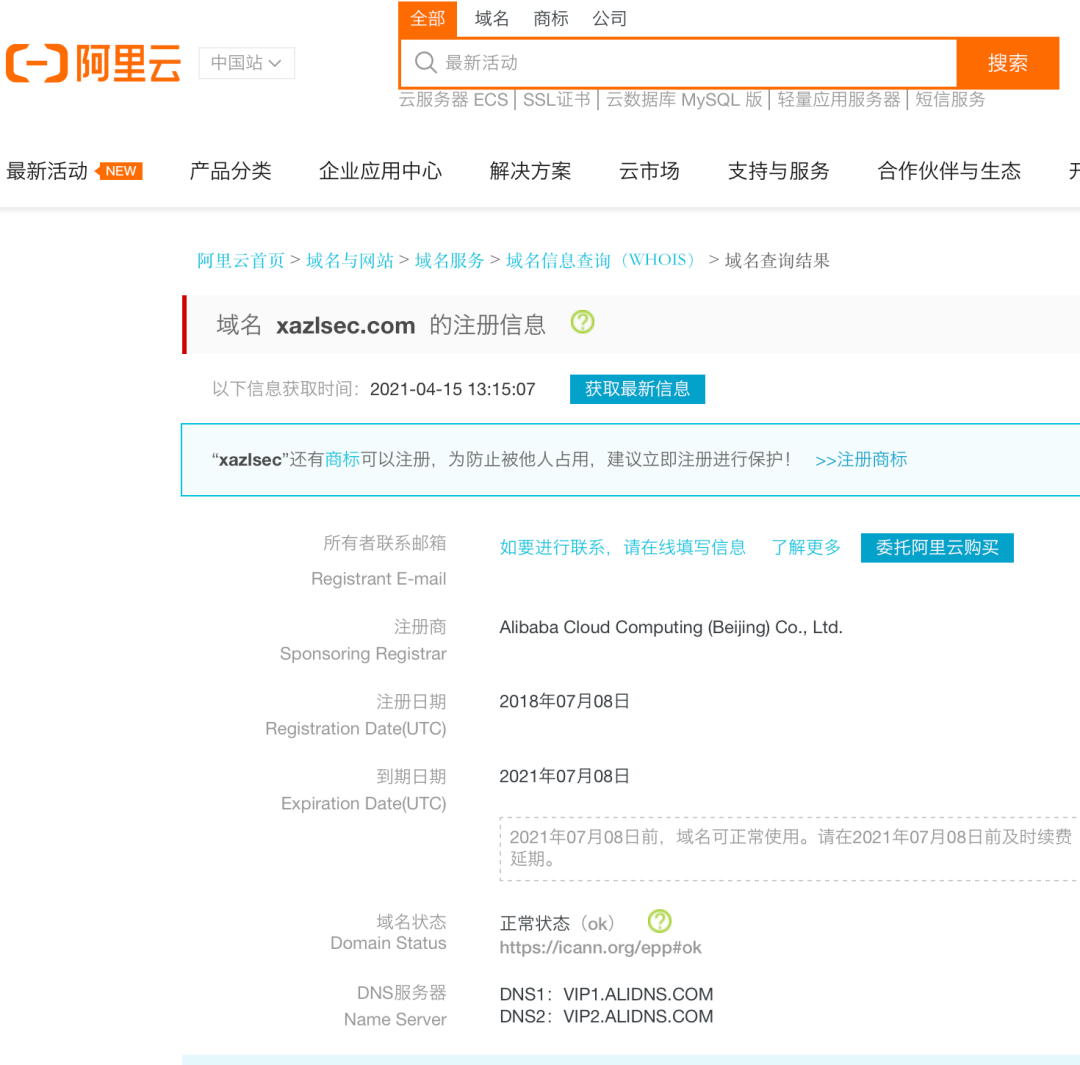 全部 域名 商标 公司
阿里云 中国站 最新活动 搜索
云服务器 ECS | SSL证书 | 云数据库 MySQL 版 | 轻量应用服务器 | 短信服务
最新活动 NEW 产品分类 企业应用中心 解决方案 云市场 支持与服务 合作伙伴与生态
阿里云首页 > 域名与网站 > 域名服务 > 域名信息查询（WHOIS） > 域名查询结果
域名 xazlsec.com 的注册信息 ?
以下信息获取时间：2021-04-15 13:15:07 获取最新信息
“xazlsec”还有商标可以注册，为防止被他人占用，建议立即注册进行保护！ >>注册商标
所有者联系邮箱 如要进行联系，请在线填写信息 了解更多 委托阿里云购买
Registrant E-mail
注册商 Alibaba Cloud Computing (Beijing) Co., Ltd.
Sponsoring Registrar
注册日期 2018年07月08日
Registration Date(UTC)
到期日期 2021年07月08日
Expiration Date(UTC)
2021年07月08日前，域名可正常使用。请在2021年07月08日前及时续费
延期。
域名状态 正常状态（ok） ?
Domain Status https://icann.org/epp#ok
DNS服务器 DNS1：VIP1.ALIDNS.COM
Name Server DNS2：VIP2.ALIDNS.COM